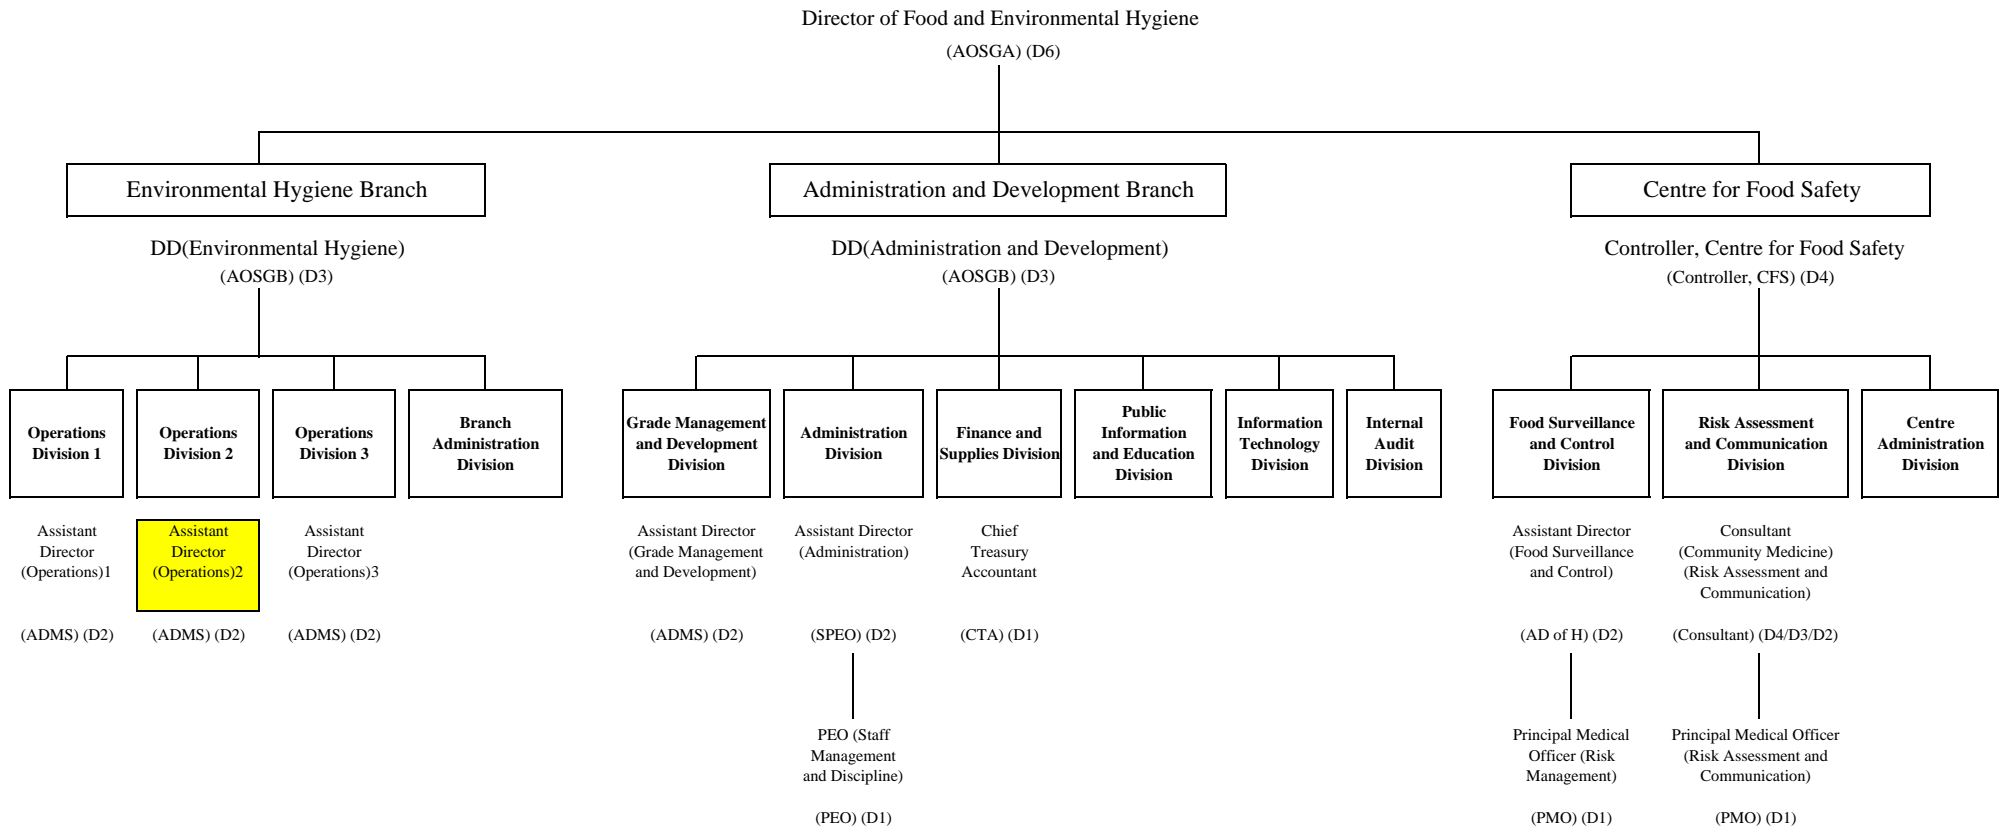 Director of Food and Environmental Hygiene
(AOSGA) (D6)
Environmental Hygiene Branch
DD(Environmental Hygiene)
(AOSGB) (D3)
Operations
Division 1
Assistant
Director
(Operations)1
(ADMS) (D2)
Operations
Division 2
Assistant
Director
(Operations)2
(ADMS) (D2)
Operations
Division 3
Assistant
Director
(Operations)3
(ADMS) (D2)
Branch
Administration
Division
Administration and Development Branch
DD(Administration and Development)
(AOSGB) (D3)
Grade Management
and Development
Division
Assistant Director
(Grade Management
and Development)
(ADMS) (D2)
Administration
Division
Assistant Director
(Administration)
(SPEO) (D2)
PEO (Staff
Management
and Discipline)
(PEO) (D1)
Finance and
Supplies Division
Chief
Treasury
Accountant
(CTA) (D1)
Public
Information
and Education
Division
Information
Technology
Division
Internal
Audit
Division
Centre for Food Safety
Controller, Centre for Food Safety
(Controller, CFS) (D4)
Food Surveillance
and Control
Division
Assistant Director
(Food Surveillance
and Control)
(AD of H) (D2)
Principal Medical
Officer (Risk
Management)
(PMO) (D1)
Risk Assessment
and Communication
Division
Consultant
(Community Medicine)
(Risk Assessment and
Communication)
(Consultant) (D4/D3/D2)
Principal Medical Officer
(Risk Assessment and
Communication)
(PMO) (D1)
Centre
Administration
Division